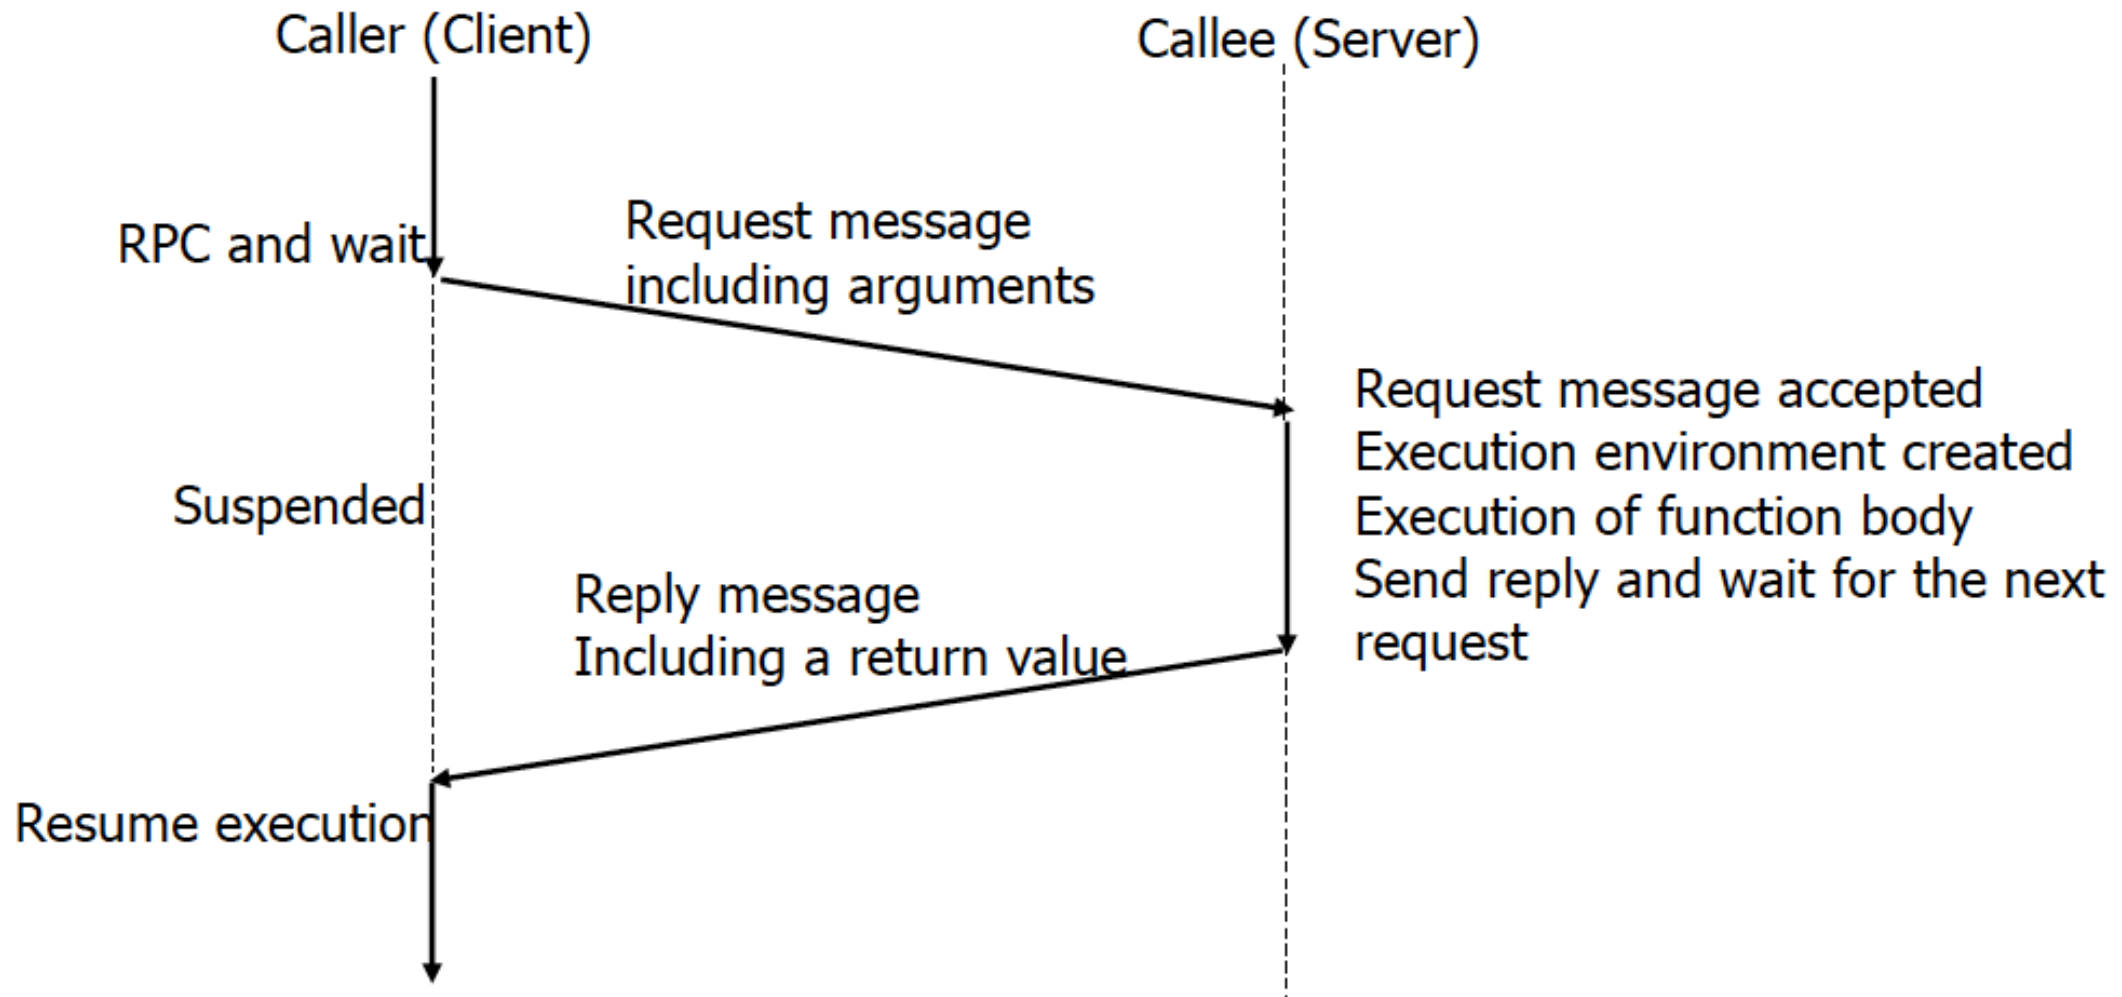 Caller (Client)
Callee (Server)
RPC and wait
Request message
including arguments
Request message accepted
Execution environment created
Execution of function body
Send reply and wait for the next
request
Suspended
Reply message
Including a return value
Resume execution